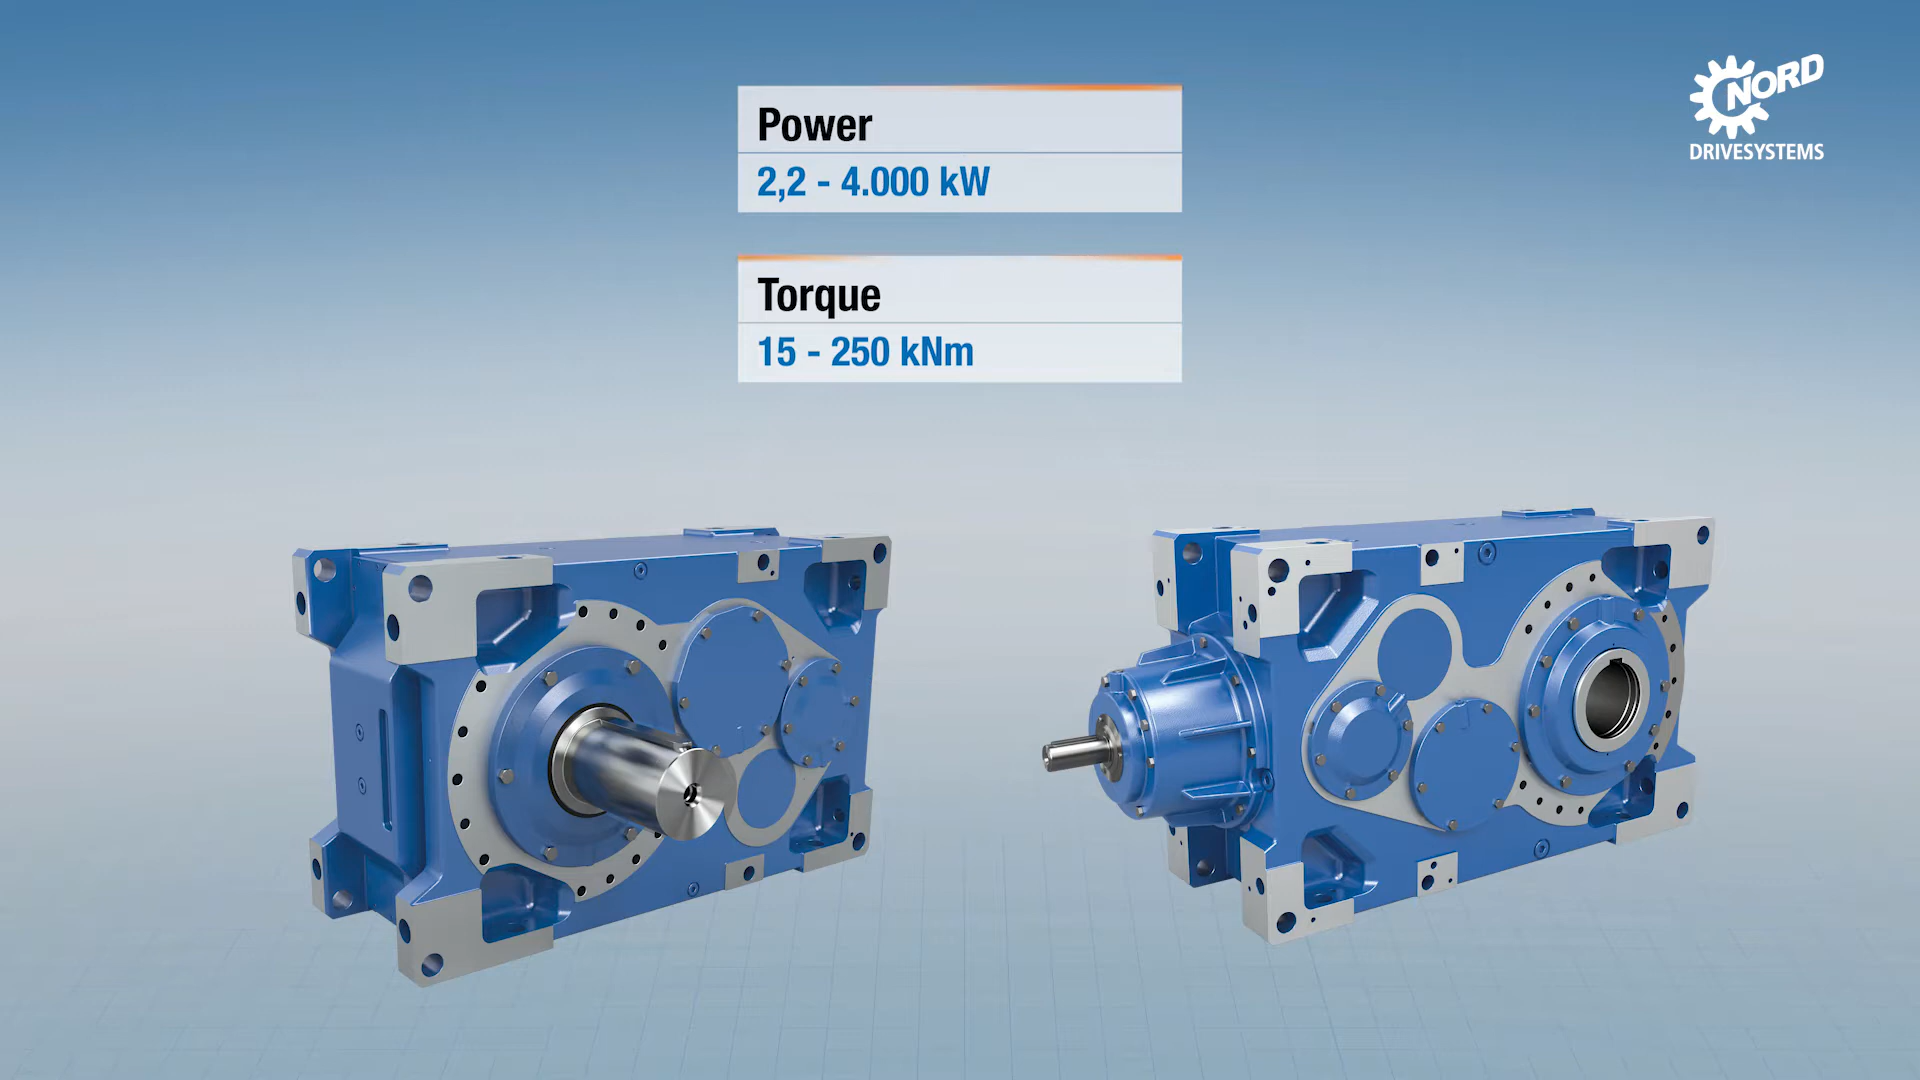 NORD
DRIVESYSTEMS
Power
2,2 - 4.000 kW
Torque
15 - 250 kNm